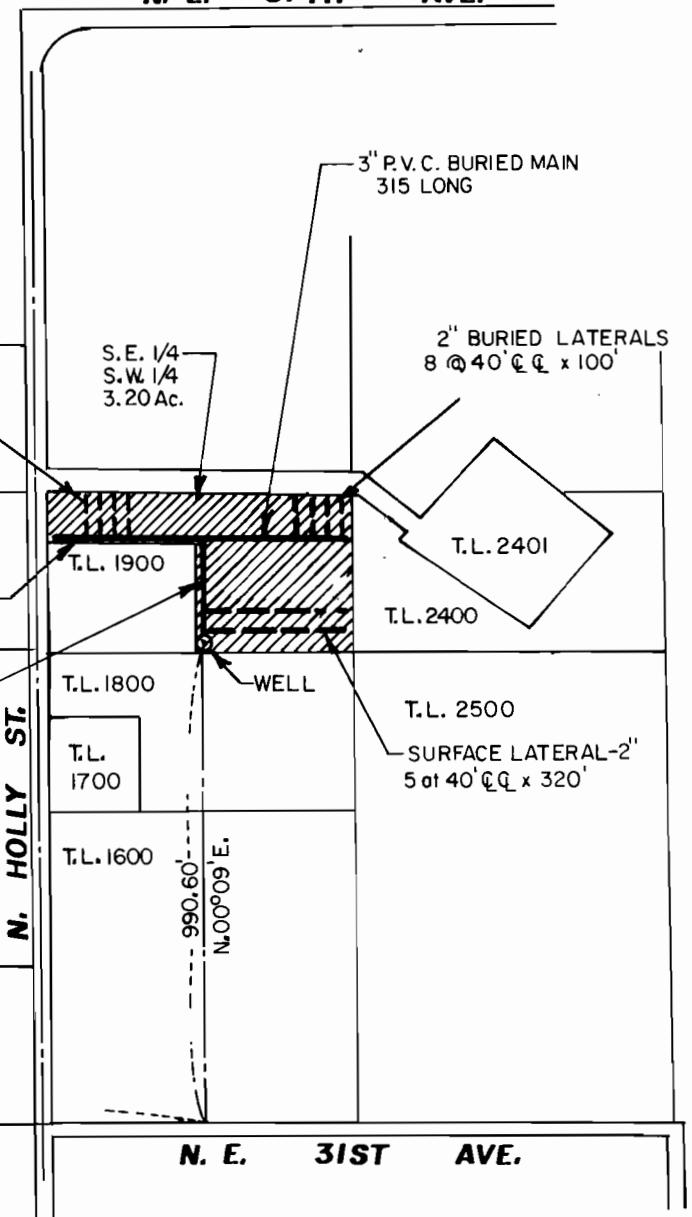 AVE.
3" P.V.C. BURIED MAIN
315 LONG
2" BURIED LATERALS
8 @ 40' ℄ ℄ x 100'
S.E. 1/4
S.W. 1/4
3.20 Ac.
T.L. 1900
T.L. 2401
T.L. 2400
T.L. 1800
WELL
T.L. 2500
T.L.
1700
SURFACE LATERAL-2"
5 at 40' ℄ ℄ x 320'
T.L. 1600
N. HOLLY ST.
990.60'
N.00°09'E.
N. E. 31ST AVE.